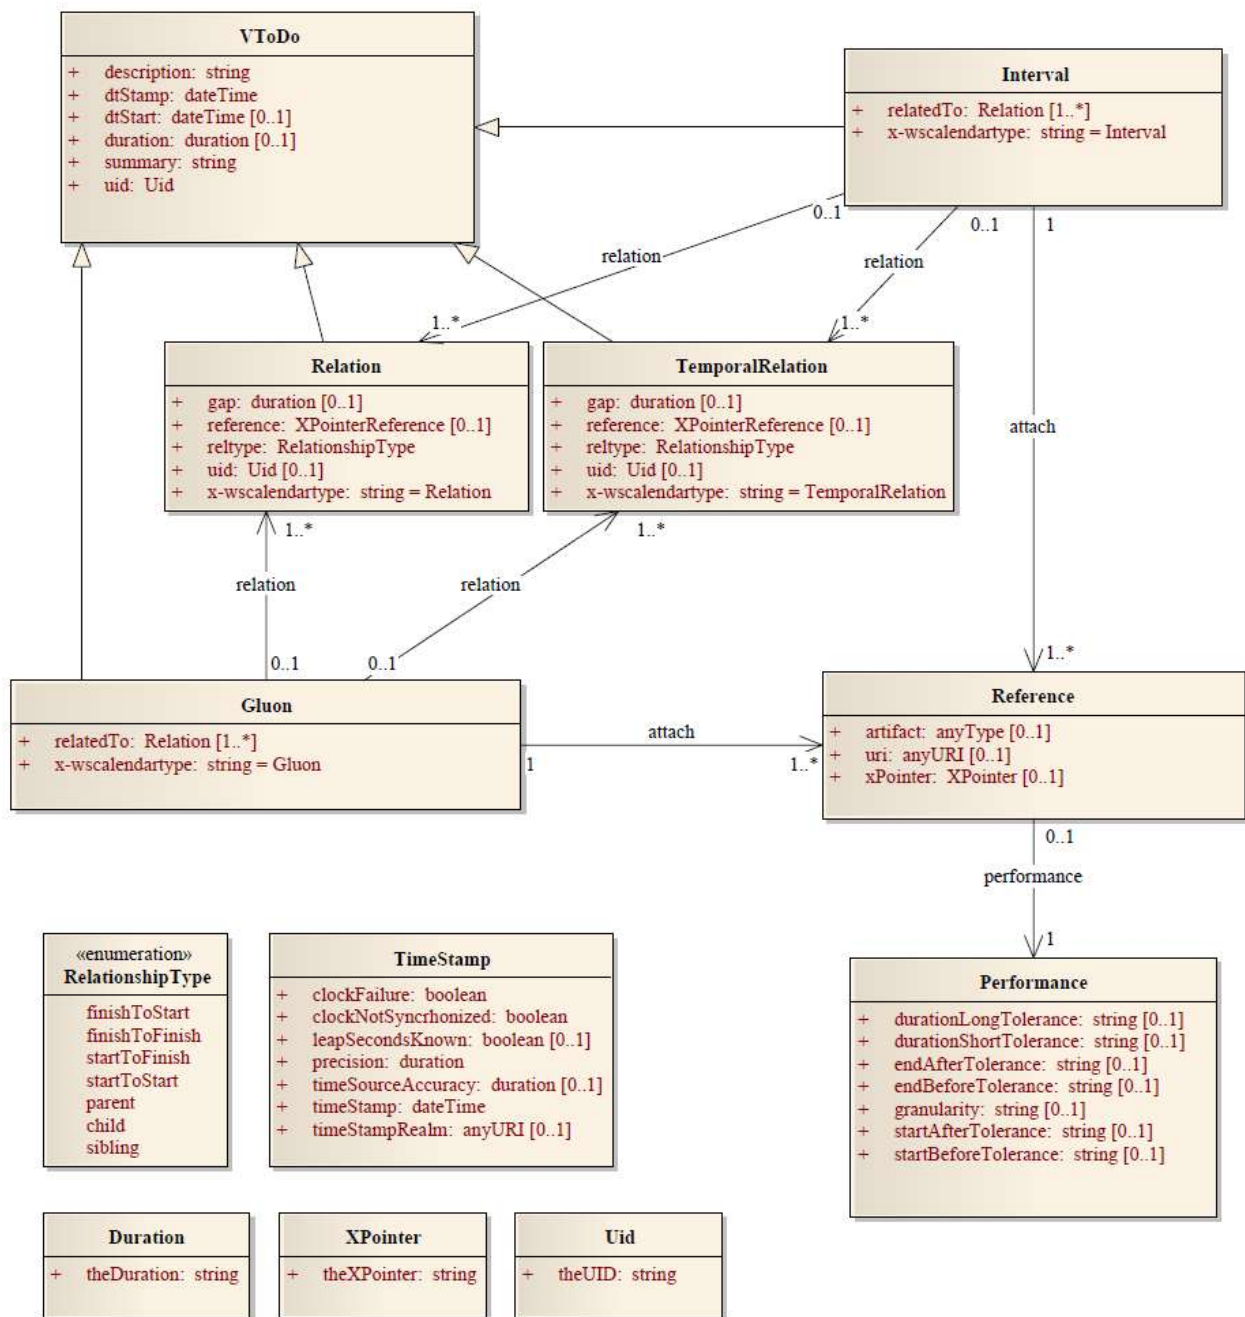 VToDo
+ description: string
+ dtStamp: dateTime
+ dtStart: dateTime [0..1]
+ duration: duration [0..1]
+ summary: string
+ uid: Uid
Interval
+ relatedTo: Relation [1..*]
+ x-wscalendartype: string = Interval
0..1
0..1
1
relation
relation
1..*
1..*
Relation
+ gap: duration [0..1]
+ reference: XPointerReference [0..1]
+ reltype: RelationshipType
+ uid: Uid [0..1]
+ x-wscalendartype: string = Relation
TemporalRelation
+ gap: duration [0..1]
+ reference: XPointerReference [0..1]
+ reltype: RelationshipType
+ uid: Uid [0..1]
+ x-wscalendartype: string = TemporalRelation
attach
1..*
1..*
relation
relation
0..1
0..1
1..*
Gluon
+ relatedTo: Relation [1..*]
+ x-wscalendartype: string = Gluon
attach
1
1..*
Reference
+ artifact: anyType [0..1]
+ uri: anyURI [0..1]
+ xPointer: XPointer [0..1]
0..1
performance
1
«enumeration»
RelationshipType
finishToStart
finishToFinish
startToFinish
startToStart
parent
child
sibling
TimeStamp
+ clockFailure: boolean
+ clockNotSyncrhonized: boolean
+ leapSecondsKnown: boolean [0..1]
+ precision: duration
+ timeSourceAccuracy: duration [0..1]
+ timeStamp: dateTime
+ timeStampRealm: anyURI [0..1]
Performance
+ durationLongTolerance: string [0..1]
+ durationShortTolerance: string [0..1]
+ endAfterTolerance: string [0..1]
+ endBeforeTolerance: string [0..1]
+ granularity: string [0..1]
+ startAfterTolerance: string [0..1]
+ startBeforeTolerance: string [0..1]
Duration
+ theDuration: string
XPointer
+ theXPointer: string
Uid
+ theUID: string